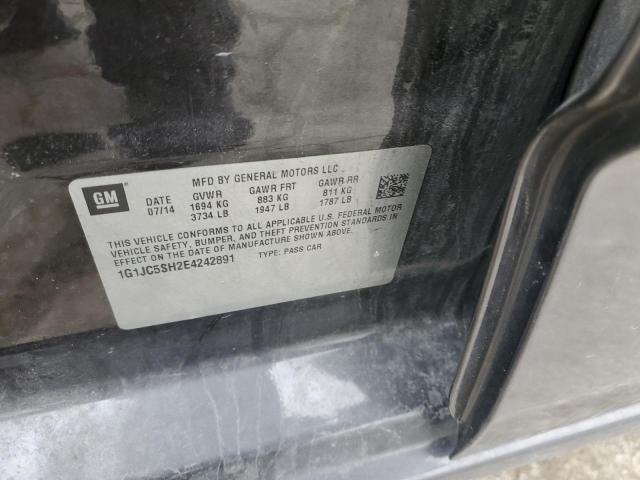 MFD BY GENERAL MOTORS LLC
GM
DATE GVWR GAWR FRT GAWR RR
07/14 1694 KG 883 KG 811 KG
3734 LB 1947 LB 1787 LB
THIS VEHICLE CONFORMS TO ALL APPLICABLE U.S. FEDERAL MOTOR
VEHICLE SAFETY, BUMPER, AND THEFT PREVENTION STANDARDS IN
EFFECT ON THE DATE OF MANUFACTURE SHOWN ABOVE.
1G1JC5SH2E4242891 TYPE: PASS CAR